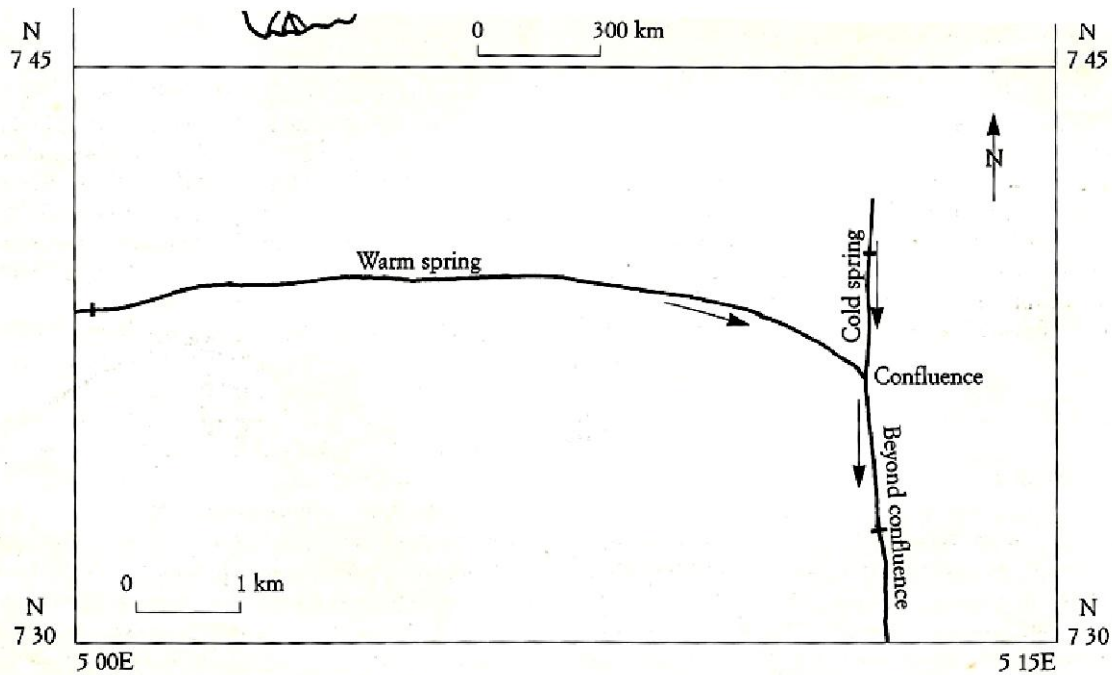 N
7 45
0 300 km
N
7 45
N
Warm spring
Cold spring
Confluence
Beyond confluence
0 1 km
N
7 30
N
7 30
5 00E
5 15E